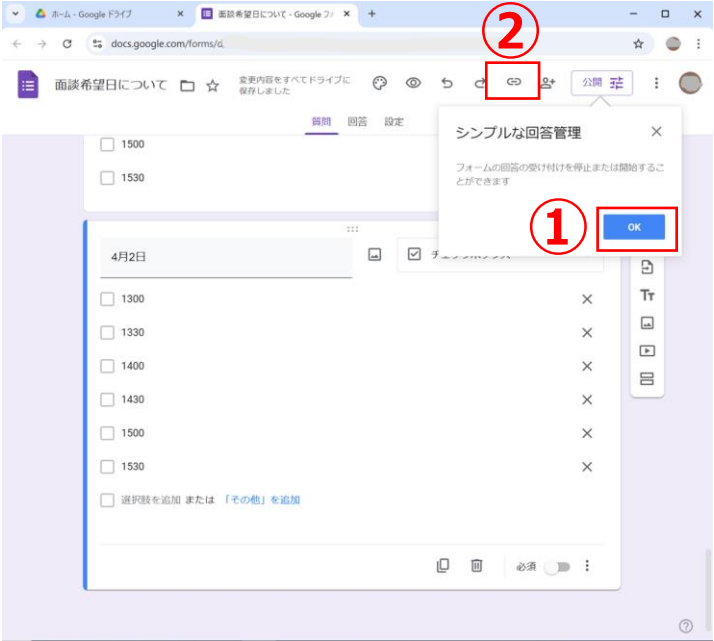 ホーム - Google ドライブ
面談希望日について - Google フォ
docs.google.com/forms/d
②
面談希望日について
変更内容をすべてドライブに
保存しました
公開
質問 回答 設定
シンプルな回答管理
フォームの回答の受け付けを停止または開始するこ
とができます
①
OK
1500
1530
4月2日
チェックボックス
1300
1330
1400
1430
1500
1530
選択肢を追加 または 「その他」を追加
必須
Tт